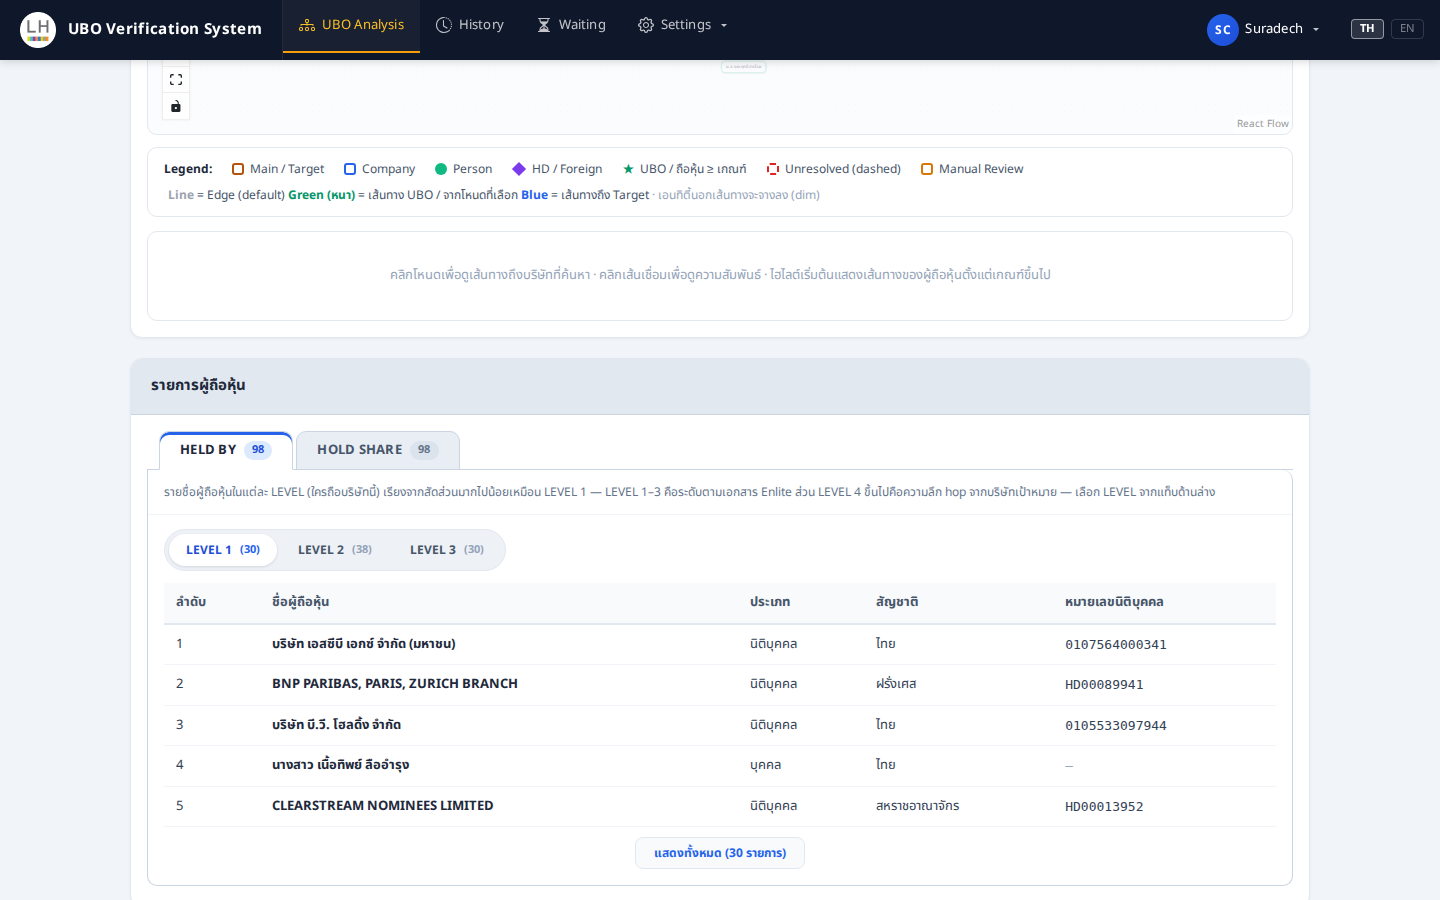 LH UBO Verification System UBO Analysis History Waiting Settings SC Suradech TH EN
React Flow
Legend: Main / Target Company Person HD / Foreign ★ UBO / ถือหุ้น ≥ เกณฑ์ Unresolved (dashed) Manual Review
Line = Edge (default) Green (หนา) = เส้นทาง UBO / จากโหนดที่เลือก Blue = เส้นทางถึง Target · เอนทิตี้นอกเส้นทางจะจางลง (dim)
คลิกโหนดเพื่อดูเส้นทางถึงบริษัทที่ค้นหา · คลิกเส้นเชื่อมเพื่อดูความสัมพันธ์ · ไฮไลต์เริ่มต้นแสดงเส้นทางของผู้ถือหุ้นตั้งแต่เกณฑ์ขึ้นไป
รายการผู้ถือหุ้น
HELD BY 98 HOLD SHARE 98
รายชื่อผู้ถือหุ้นในแต่ละ LEVEL (ใครถือบริษัทนี้) เรียงจากสัดส่วนมากไปน้อยเหมือน LEVEL 1 — LEVEL 1–3 คือระดับตามเอกสาร Enlite ส่วน LEVEL 4 ขึ้นไปคือความลึก hop จากบริษัทเป้าหมาย — เลือก LEVEL จากแท็บด้านล่าง
LEVEL 1 (30) LEVEL 2 (38) LEVEL 3 (30)
ลำดับ ชื่อผู้ถือหุ้น ประเภท สัญชาติ หมายเลขนิติบุคคล
1 บริษัท เอสซีบี เอกซ์ จำกัด (มหาชน) นิติบุคคล ไทย 0107564000341
2 BNP PARIBAS, PARIS, ZURICH BRANCH นิติบุคคล ฝรั่งเศส HD00089941
3 บริษัท บี.วี. โฮลดิ้ง จำกัด นิติบุคคล ไทย 0105533097944
4 นางสาว เนื้อทิพย์ ลืออำรุง บุคคล ไทย —
5 CLEARSTREAM NOMINEES LIMITED นิติบุคคล สหราชอาณาจักร HD00013952
แสดงทั้งหมด (30 รายการ)